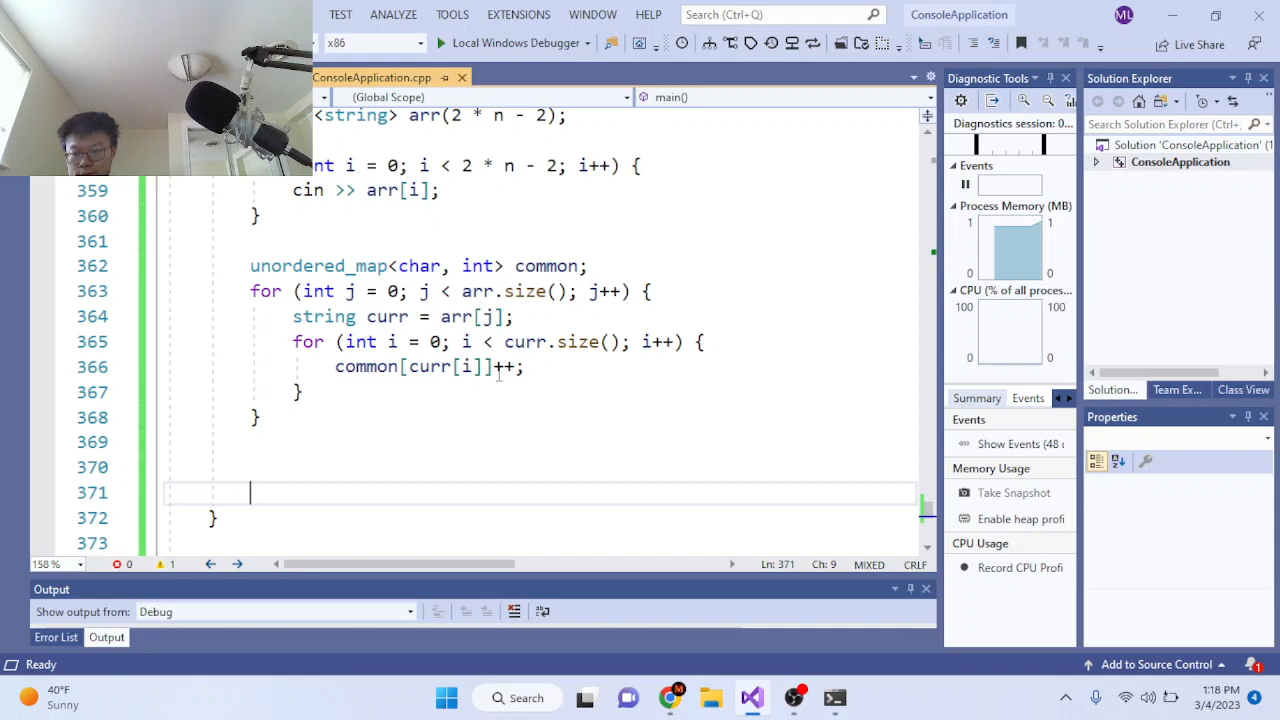 TEST ANALYZE TOOLS EXTENSIONS WINDOW HELP Search (Ctrl+Q) ConsoleApplication ML
x86 Local Windows Debugger Live Share
ConsoleApplication.cpp
(Global Scope) main()
<string> arr(2 * n - 2);
int i = 0; i < 2 * n - 2; i++) {
359 cin >> arr[i];
360 }
361
362 unordered_map<char, int> common;
363 for (int j = 0; j < arr.size(); j++) {
364 string curr = arr[j];
365 for (int i = 0; i < curr.size(); i++) {
366 common[curr[i]]++;
367 }
368 }
369
370
371
372 }
373
158 % 0 1 Ln: 371 Ch: 9 MIXED CRLF
Output
Show output from: Debug
Error List Output
Diagnostic Tools
Diagnostics session: 0...
Events
Process Memory (MB)
1 1
0 0
CPU (% of all proces...
100 100
0 0
Summary Events
Events
Show Events (48 o
Memory Usage
Take Snapshot
Enable heap profi
CPU Usage
Record CPU Profi
Solution Explorer
Search Solution Explorer (Ctrl+;
Solution 'ConsoleApplication' (1
ConsoleApplication
Solution... Team Ex... Class View
Properties
Ready Add to Source Control 1
40°F
Sunny
Search
1:18 PM
3/4/2023
4